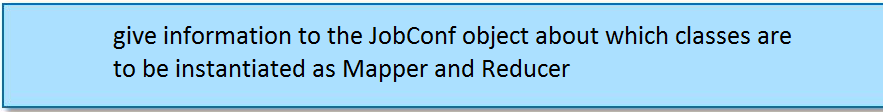 give information to the JobConf object about which classes are
to be instantiated as Mapper and Reducer